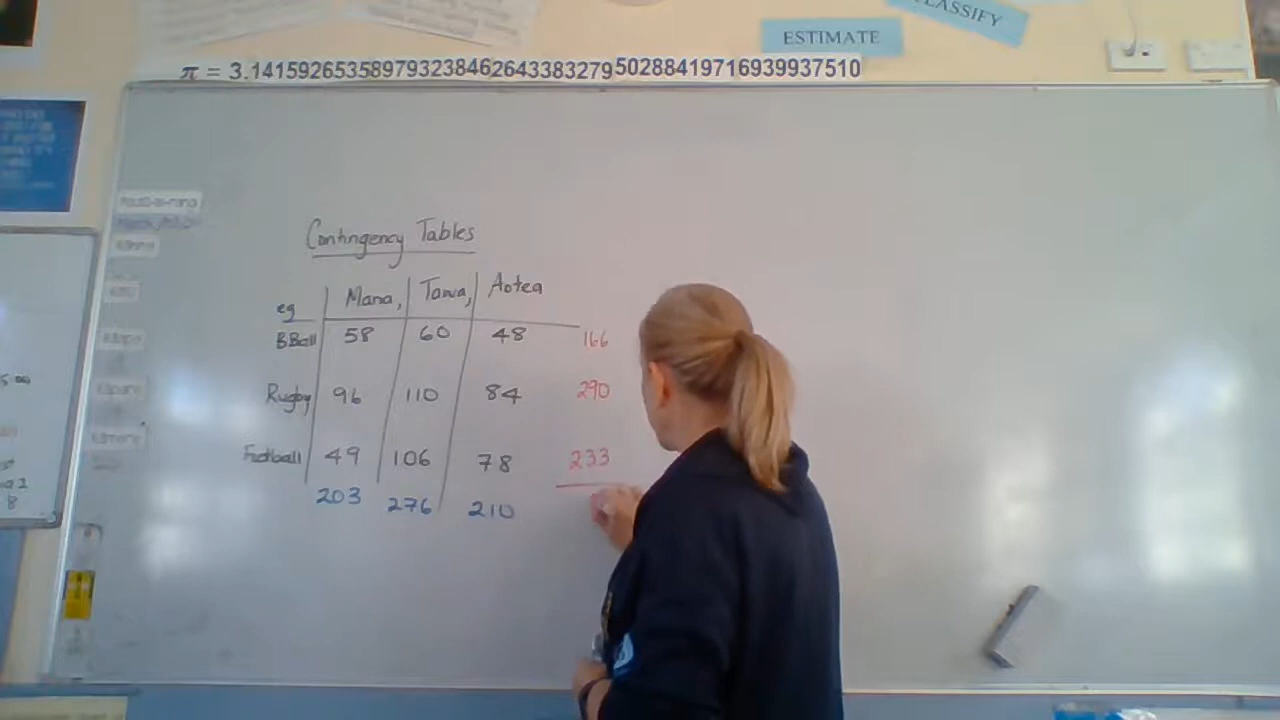 CLASSIFY
ESTIMATE
π = 3.14159265358979323846264338327950288419716939937510
Contingency Tables
eg Mana, Tawa, Aotea
BBall 58 60 48 166
Rugby 96 110 84 290
Football 49 106 78 233
203 276 210